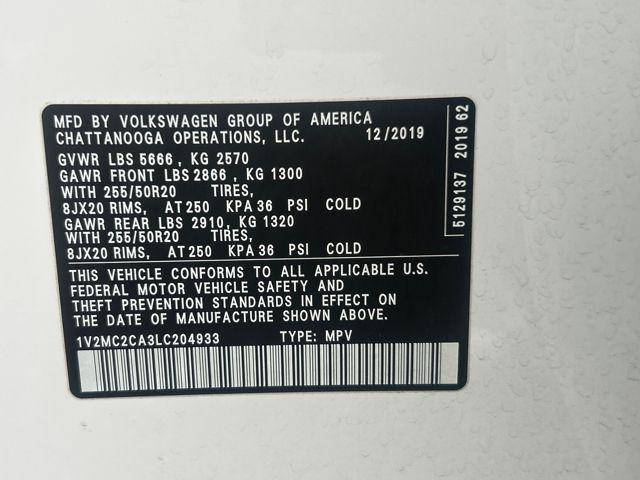 MFD BY VOLKSWAGEN GROUP OF AMERICA
CHATTANOOGA OPERATIONS, LLC. 12/2019
GVWR LBS 5666 , KG 2570
GAWR FRONT LBS 2866 , KG 1300
WITH 255/50R20 TIRES,
8JX20 RIMS, AT 250 KPA 36 PSI COLD
GAWR REAR LBS 2910, KG 1320
WITH 255/50R20 TIRES,
8JX20 RIMS, AT 250 KPA 36 PSI COLD
THIS VEHICLE CONFORMS TO ALL APPLICABLE U.S.
FEDERAL MOTOR VEHICLE SAFETY AND
THEFT PREVENTION STANDARDS IN EFFECT ON
THE DATE OF MANUFACTURE SHOWN ABOVE.
1V2MC2CA3LC204933 TYPE: MPV
5129137 2019 62